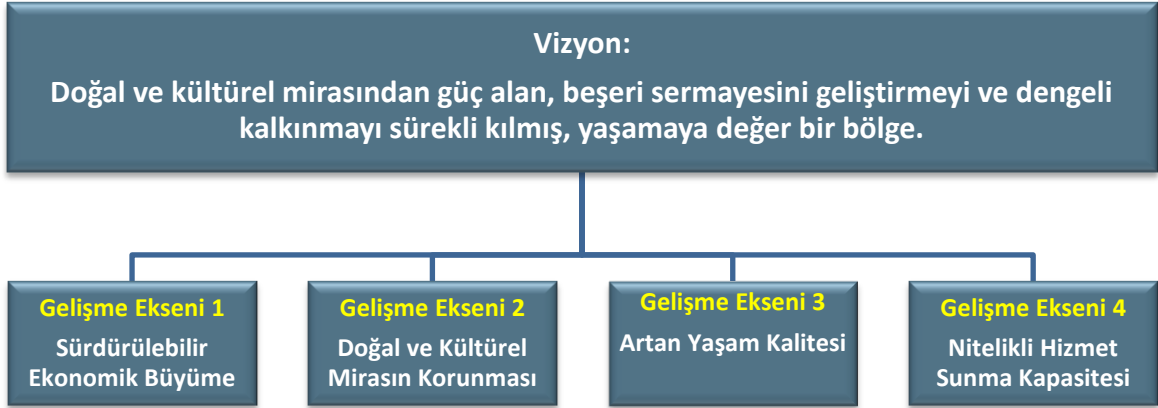 Vizyon:
Doğal ve kültürel mirasından güç alan, beşeri sermayesini geliştirmeyi ve dengeli
kalkınmayı sürekli kılmış, yaşamaya değer bir bölge.
Gelişme Ekseni 1
Sürdürülebilir
Ekonomik Büyüme
Gelişme Ekseni 2
Doğal ve Kültürel
Mirasın Korunması
Gelişme Ekseni 3
Artan Yaşam Kalitesi
Gelişme Ekseni 4
Nitelikli Hizmet
Sunma Kapasitesi